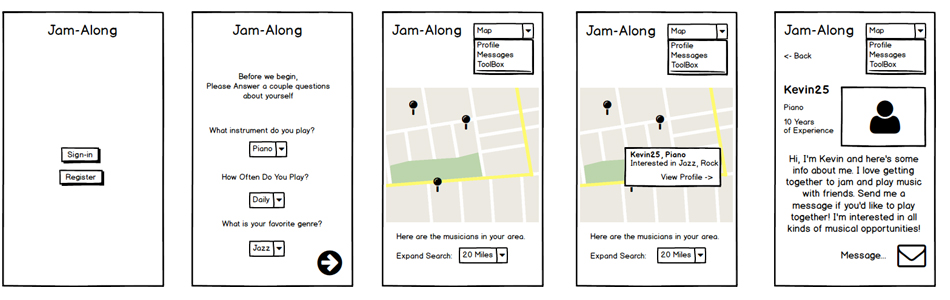 Jam-Along
Sign-in
Register
Jam-Along
Before we begin,
Please Answer a couple questions
about yourself
What instrument do you play?
Piano
How Often Do You Play?
Daily
What is your favorite genre?
Jazz
Jam-Along
Map
Profile
Messages
ToolBox
Here are the musicians in your area.
Expand Search: 20 Miles
Jam-Along
Map
Profile
Messages
ToolBox
Kevin25, Piano
Interested in Jazz, Rock
View Profile ->
Here are the musicians in your area.
Expand Search: 20 Miles
Jam-Along
Map
Profile
Messages
ToolBox
<- Back
Kevin25
Piano
10 Years
of Experience
Hi, I'm Kevin and here's some
info about me. I love getting
together to jam and play music
with friends. Send me a
message if you'd like to play
together! I'm interested in all
kinds of musical opportunities!
Message...